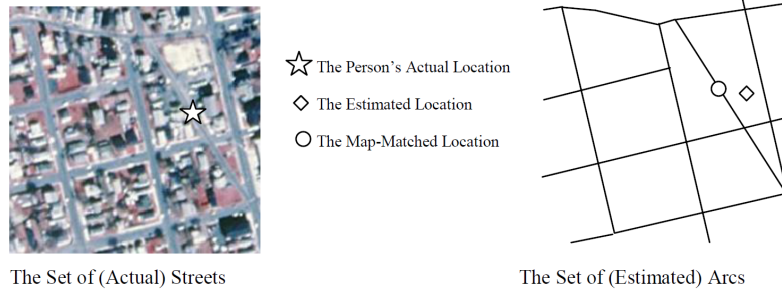 The Person's Actual Location
The Estimated Location
The Map-Matched Location
The Set of (Actual) Streets
The Set of (Estimated) Arcs